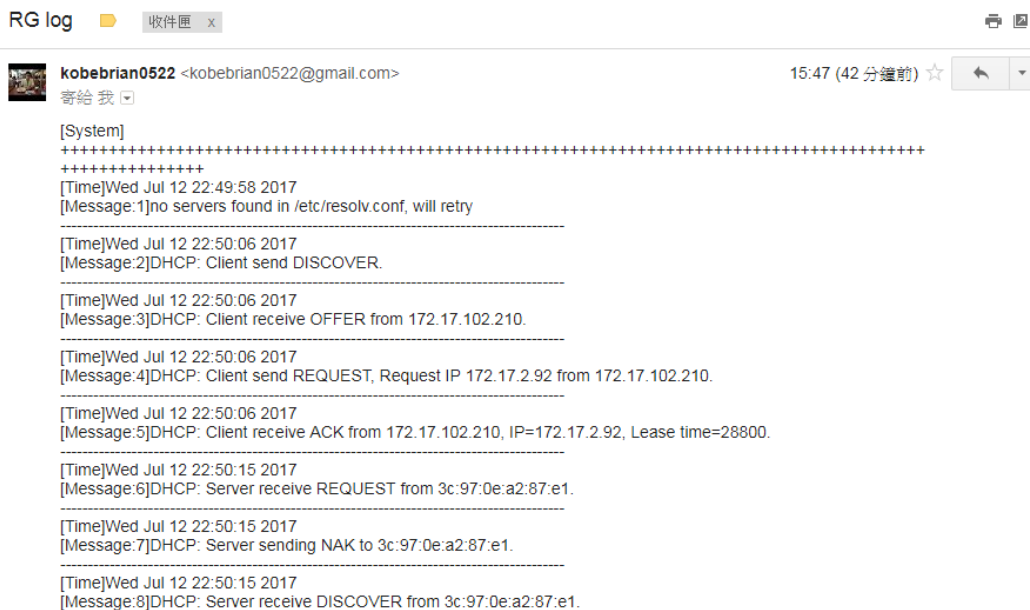 RG log 收件匣 x
kobebrian0522 <kobebrian0522@gmail.com> 15:47 (42 分鐘前)
寄給 我
[System]
++++++++++++++++++++++++++++++++++++++++++++++++++++++++++++++++++++++++++++++++++++++++++
+++++++++++++++
[Time]Wed Jul 12 22:49:58 2017
[Message:1]no servers found in /etc/resolv.conf, will retry
--------------------------------------------------------------------------------------------
[Time]Wed Jul 12 22:50:06 2017
[Message:2]DHCP: Client send DISCOVER.
--------------------------------------------------------------------------------------------
[Time]Wed Jul 12 22:50:06 2017
[Message:3]DHCP: Client receive OFFER from 172.17.102.210.
--------------------------------------------------------------------------------------------
[Time]Wed Jul 12 22:50:06 2017
[Message:4]DHCP: Client send REQUEST, Request IP 172.17.2.92 from 172.17.102.210.
--------------------------------------------------------------------------------------------
[Time]Wed Jul 12 22:50:06 2017
[Message:5]DHCP: Client receive ACK from 172.17.102.210, IP=172.17.2.92, Lease time=28800.
--------------------------------------------------------------------------------------------
[Time]Wed Jul 12 22:50:15 2017
[Message:6]DHCP: Server receive REQUEST from 3c:97:0e:a2:87:e1.
--------------------------------------------------------------------------------------------
[Time]Wed Jul 12 22:50:15 2017
[Message:7]DHCP: Server sending NAK to 3c:97:0e:a2:87:e1.
--------------------------------------------------------------------------------------------
[Time]Wed Jul 12 22:50:15 2017
[Message:8]DHCP: Server receive DISCOVER from 3c:97:0e:a2:87:e1.